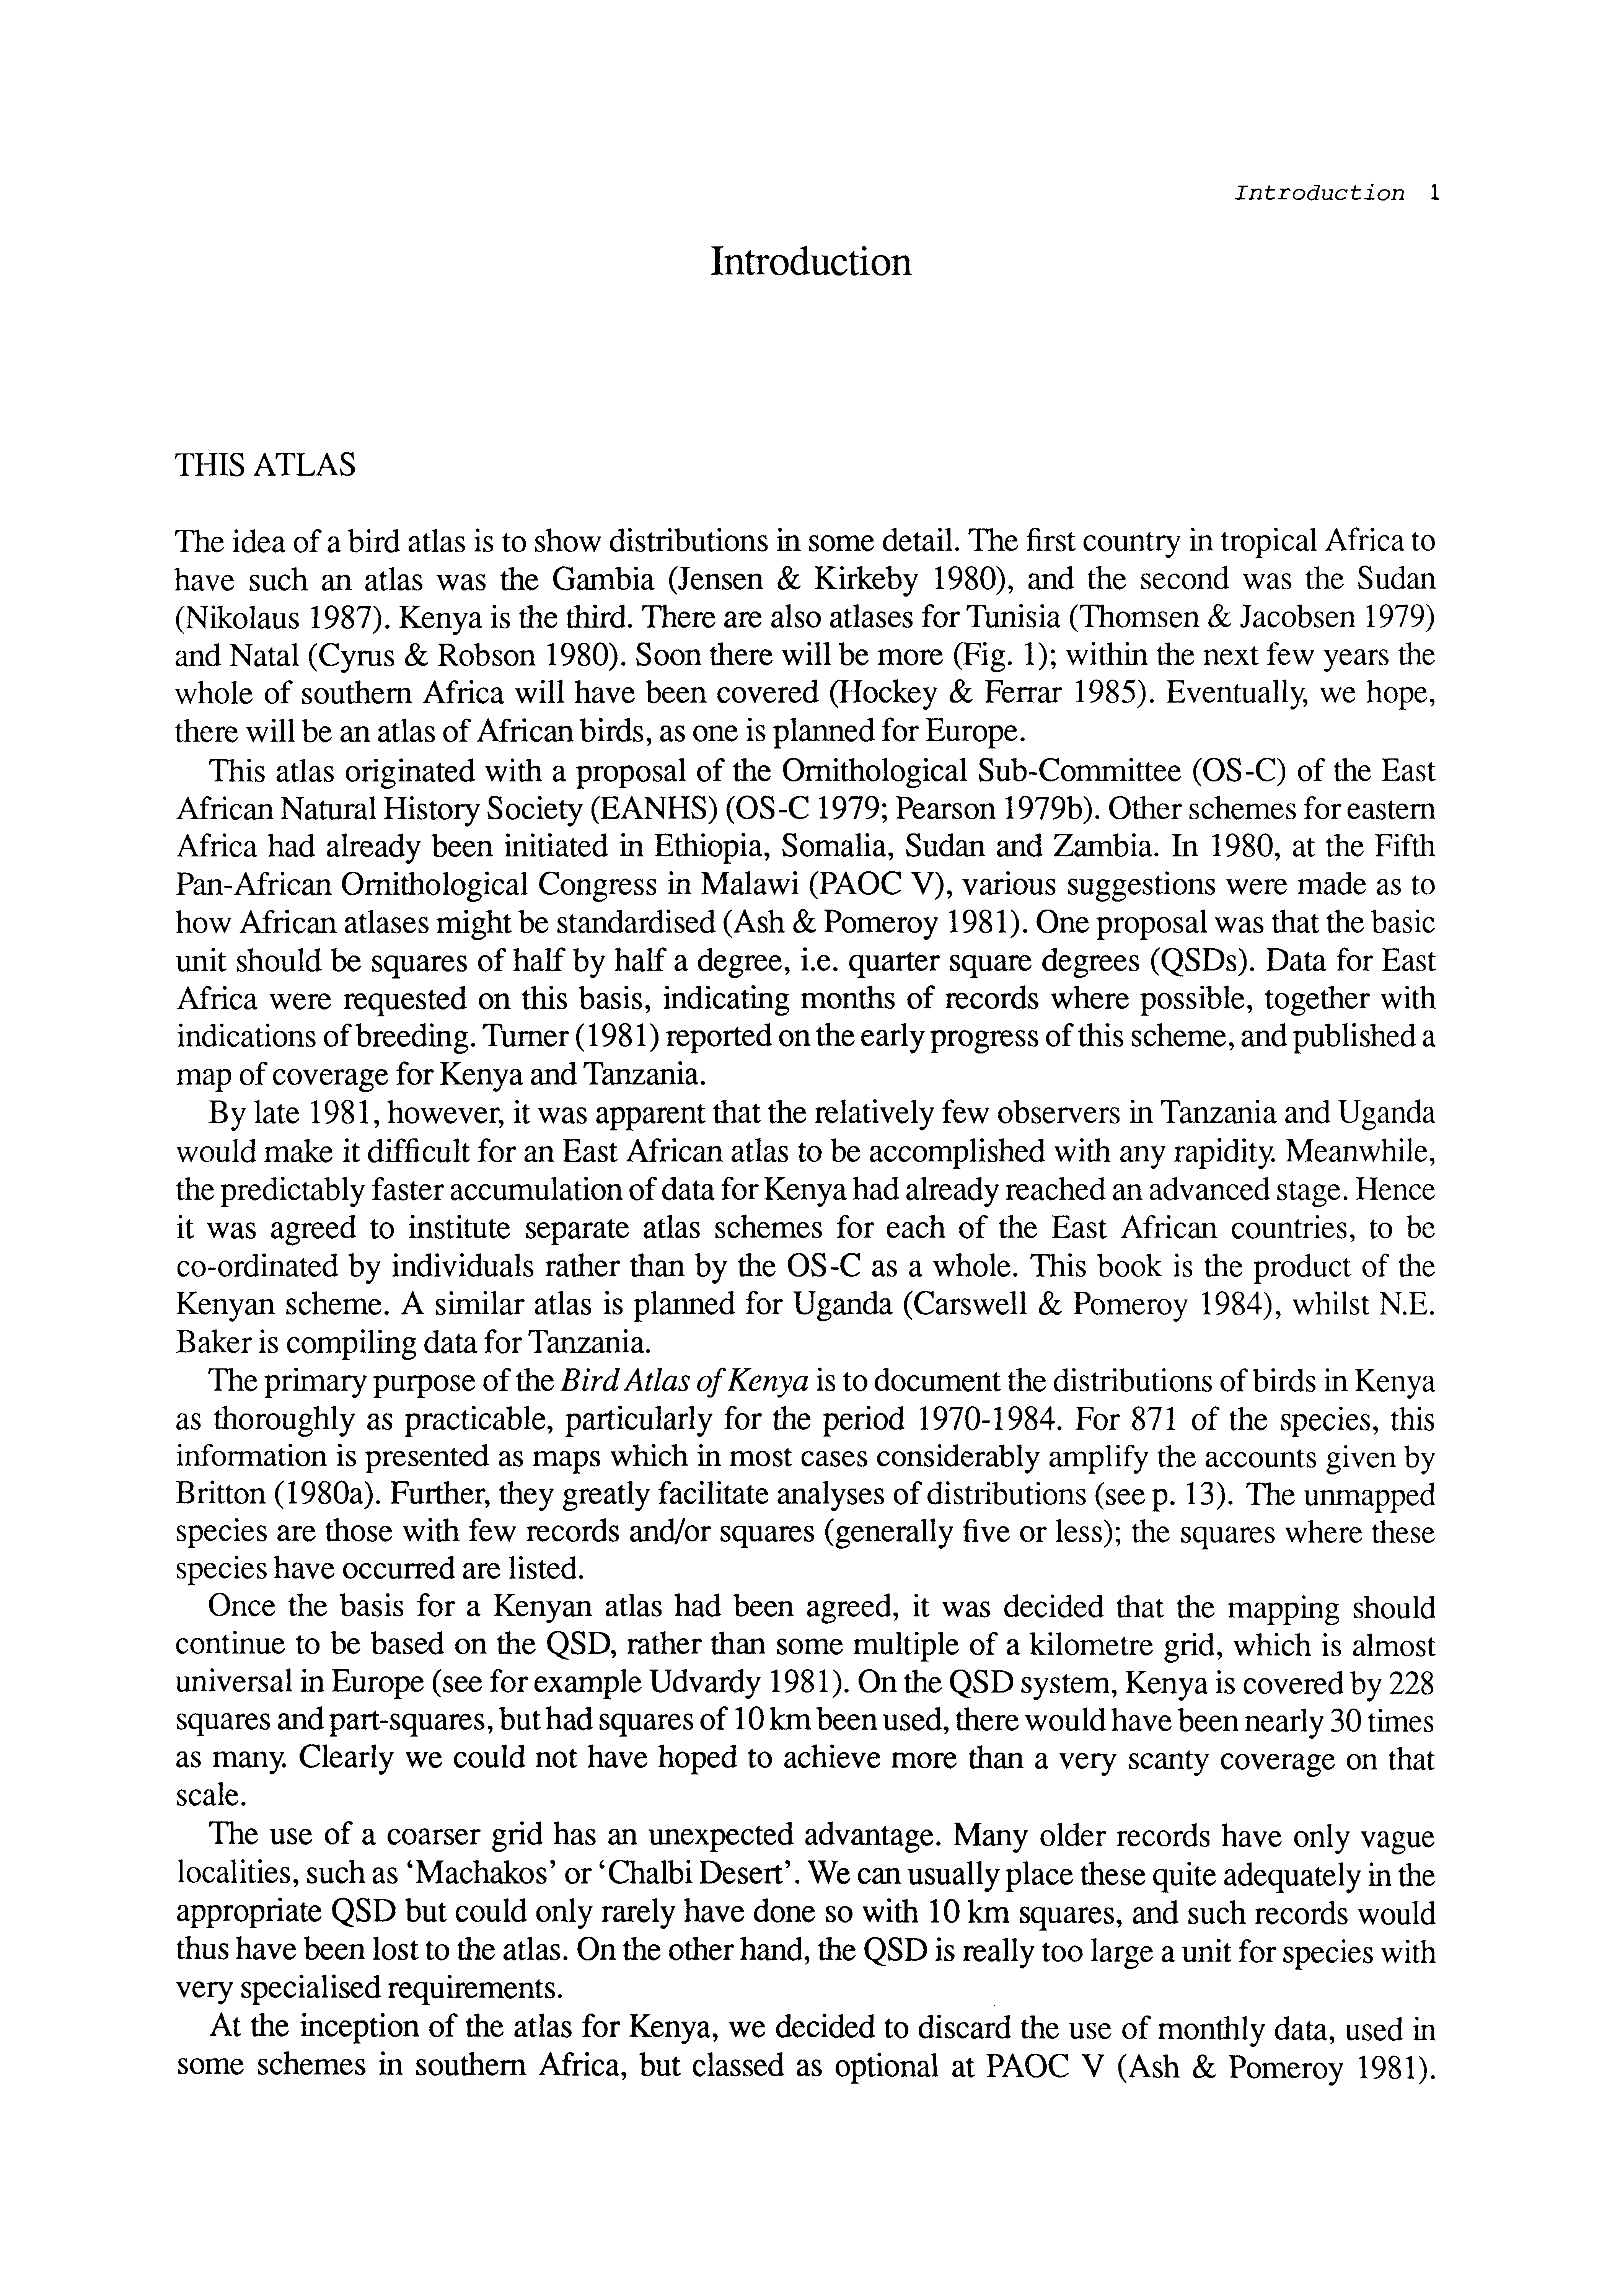 Introduction 1
Introduction
THIS ATLAS
The idea of a bird atlas is to show distributions in some detail. The first country in tropical Africa to
have such an atlas was the Gambia (Jensen & Kirkeby 1980), and the second was the Sudan
(Nikolaus 1987). Kenya is the third. There are also atlases for Tunisia (Thomsen & Jacobsen 1979)
and Natal (Cyrus & Robson 1980). Soon there will be more (Fig. 1); within the next few years the
whole of southern Africa will have been covered (Hockey & Ferrar 1985). Eventually, we hope,
there will be an atlas of African birds, as one is planned for Europe.
This atlas originated with a proposal of the Ornithological Sub-Committee (OS-C) of the East
African Natural History Society (EANHS) (OS-C 1979; Pearson 1979b). Other schemes for eastern
Africa had already been initiated in Ethiopia, Somalia, Sudan and Zambia. In 1980, at the Fifth
Pan-African Ornithological Congress in Malawi (PAOC V), various suggestions were made as to
how African atlases might be standardised (Ash & Pomeroy 1981). One proposal was that the basic
unit should be squares of half by half a degree, i.e. quarter square degrees (QSDs). Data for East
Africa were requested on this basis, indicating months of records where possible, together with
indications of breeding. Turner (1981) reported on the early progress of this scheme, and published a
map of coverage for Kenya and Tanzania.
By late 1981, however, it was apparent that the relatively few observers in Tanzania and Uganda
would make it difficult for an East African atlas to be accomplished with any rapidity. Meanwhile,
the predictably faster accumulation of data for Kenya had already reached an advanced stage. Hence
it was agreed to institute separate atlas schemes for each of the East African countries, to be
co-ordinated by individuals rather than by the OS-C as a whole. This book is the product of the
Kenyan scheme. A similar atlas is planned for Uganda (Carswell & Pomeroy 1984), whilst N.E.
Baker is compiling data for Tanzania.
The primary purpose of the Bird Atlas of Kenya is to document the distributions of birds in Kenya
as thoroughly as practicable, particularly for the period 1970-1984. For 871 of the species, this
information is presented as maps which in most cases considerably amplify the accounts given by
Britton (1980a). Further, they greatly facilitate analyses of distributions (see p. 13). The unmapped
species are those with few records and/or squares (generally five or less); the squares where these
species have occurred are listed.
Once the basis for a Kenyan atlas had been agreed, it was decided that the mapping should
continue to be based on the QSD, rather than some multiple of a kilometre grid, which is almost
universal in Europe (see for example Udvardy 1981). On the QSD system, Kenya is covered by 228
squares and part-squares, but had squares of 10 km been used, there would have been nearly 30 times
as many. Clearly we could not have hoped to achieve more than a very scanty coverage on that
scale.
The use of a coarser grid has an unexpected advantage. Many older records have only vague
localities, such as ‘Machakos’ or ‘Chalbi Desert’. We can usually place these quite adequately in the
appropriate QSD but could only rarely have done so with 10 km squares, and such records would
thus have been lost to the atlas. On the other hand, the QSD is really too large a unit for species with
very specialised requirements.
At the inception of the atlas for Kenya, we decided to discard the use of monthly data, used in
some schemes in southern Africa, but classed as optional at PAOC V (Ash & Pomeroy 1981).